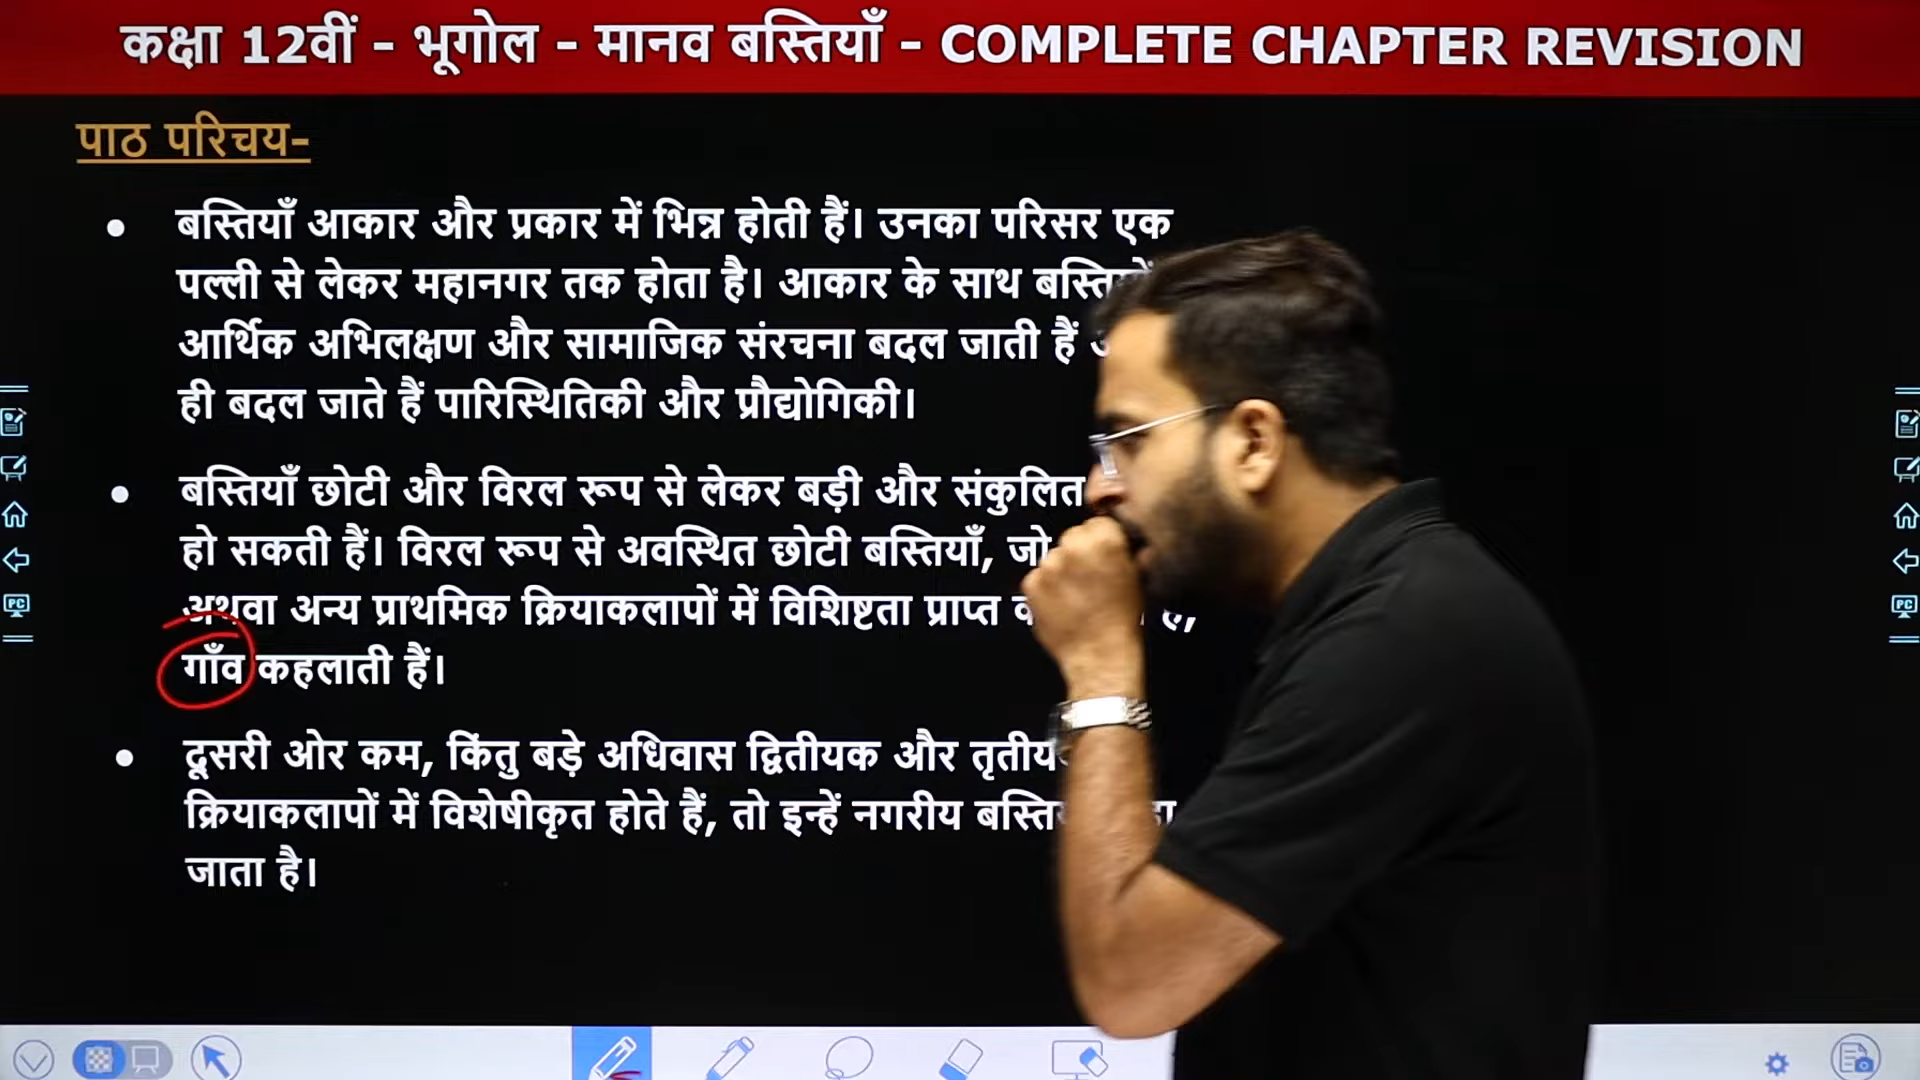 कक्षा 12वीं - भूगोल - मानव बस्तियाँ - COMPLETE CHAPTER REVISION
पाठ परिचय-
• बस्तियाँ आकार और प्रकार में भिन्न होती हैं। उनका परिसर एक
पल्ली से लेकर महानगर तक होता है। आकार के साथ
आर्थिक अभिलक्षण और सामाजिक संरचना बदल जाती हैं
ही बदल जाते हैं पारिस्थितिकी और प्रौद्योगिकी।
• बस्तियाँ छोटी और विरल रूप से लेकर बड़ी और संकुलित
हो सकती हैं। विरल रूप से अवस्थित छोटी बस्तियाँ, जो
अथवा अन्य प्राथमिक क्रियाकलापों में विशिष्टता प्राप्त
गाँव कहलाती हैं।
• दूसरी ओर कम, किंतु बड़े अधिवास द्वितीयक और
क्रियाकलापों में विशेषीकृत होते हैं, तो इन्हें नगरीय
जाता है।
PC
PC